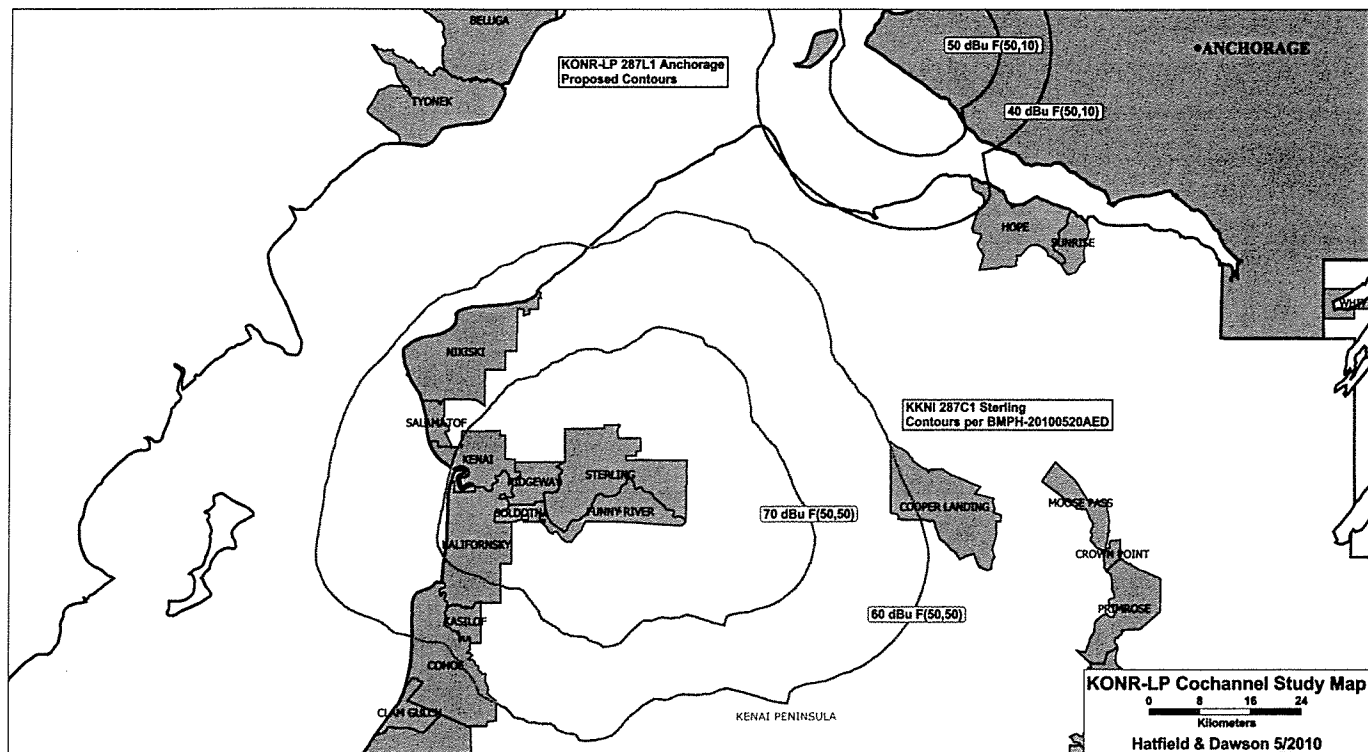 BELUGA
50 dBu F(50,10)
•ANCHORAGE
KONR-LP 287L1 Anchorage
Proposed Contours
TYONEK
40 dBu F(50,10)
HOPE
SUNRISE
WHIT
NIKISKI
KKNI 287C1 Sterling
Contours per BMPH-20100520AED
SALAMATOF
KENAI
RIDGEWAY
STERLING
COOPER LANDING
MOOSE PASS
SOLDOTNA
FUNNY RIVER
70 dBu F(50,50)
KALIFORNSKY
CROWN POINT
PRIMROSE
60 dBu F(50,50)
KASILOF
COHOE
CLAM GULCH
KENAI PENINSULA
KONR-LP Cochannel Study Map
0 8 16 24
Kilometers
Hatfield & Dawson 5/2010